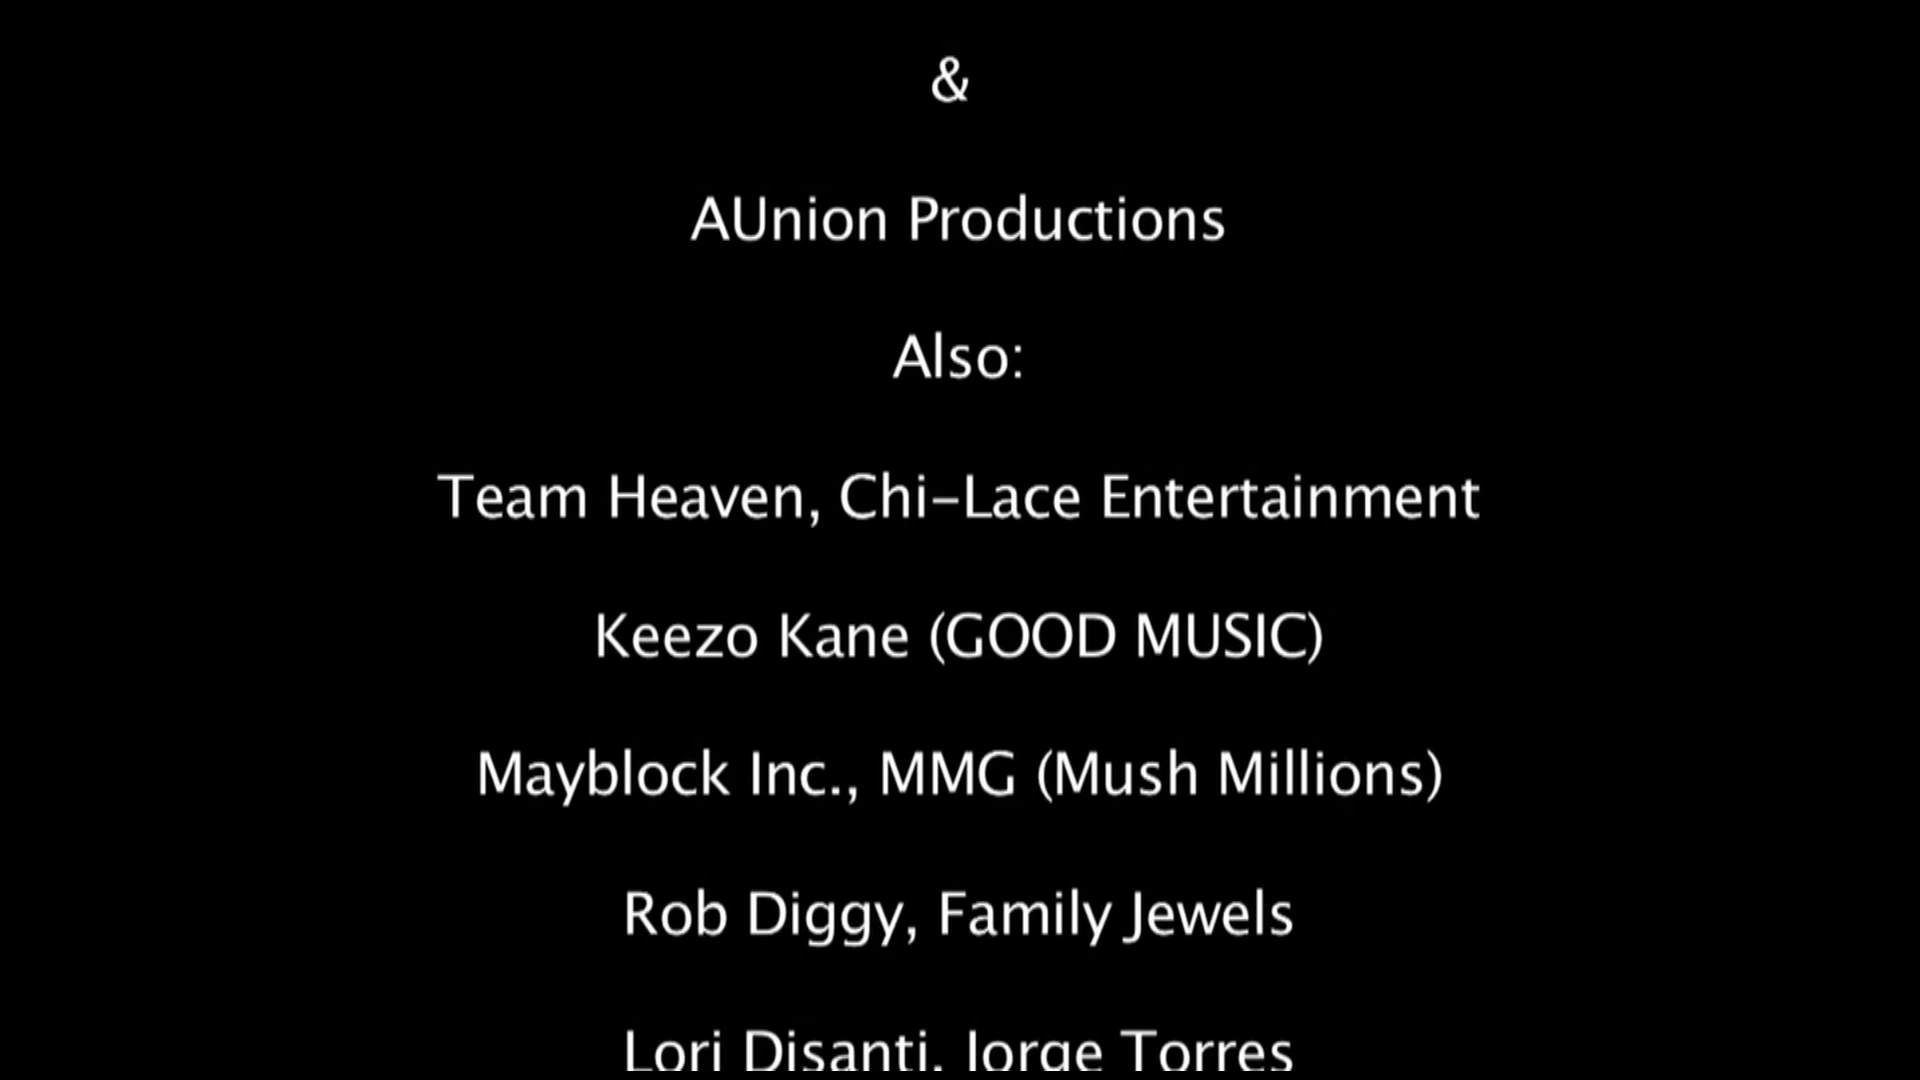 &
AUnion Productions
Also:
Team Heaven, Chi-Lace Entertainment
Keezo Kane (GOOD MUSIC)
Mayblock Inc., MMG (Mush Millions)
Rob Diggy, Family Jewels
Lori Disanti, Jorge Torres